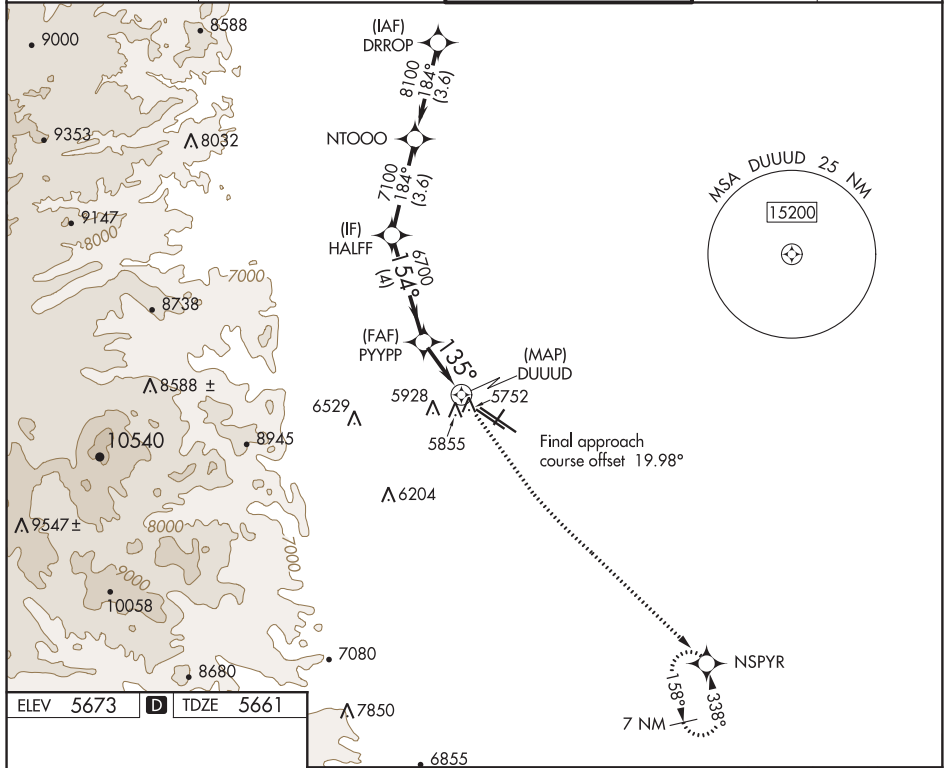 9000
8588
(IAF)
DRROP
8100
184°
(3.6)
9353
8032
NTOOO
7100
184°
(3.6)
MSA DUUUD 25 NM
15200
9147
8000
(IF)
HALFF
6700
154°
(4)
7000
8738
(FAF)
PYYPP
135°
(MAP)
DUUUD
8588 ±
6529
5928
5752
5855
10540
8945
Final approach
course offset 19.98°
6204
9547 ±
8000
7000
9000
10058
7080
8680
NSPYR
158°
338°
7 NM
ELEV 5673 D TDZE 5661
7850
6855